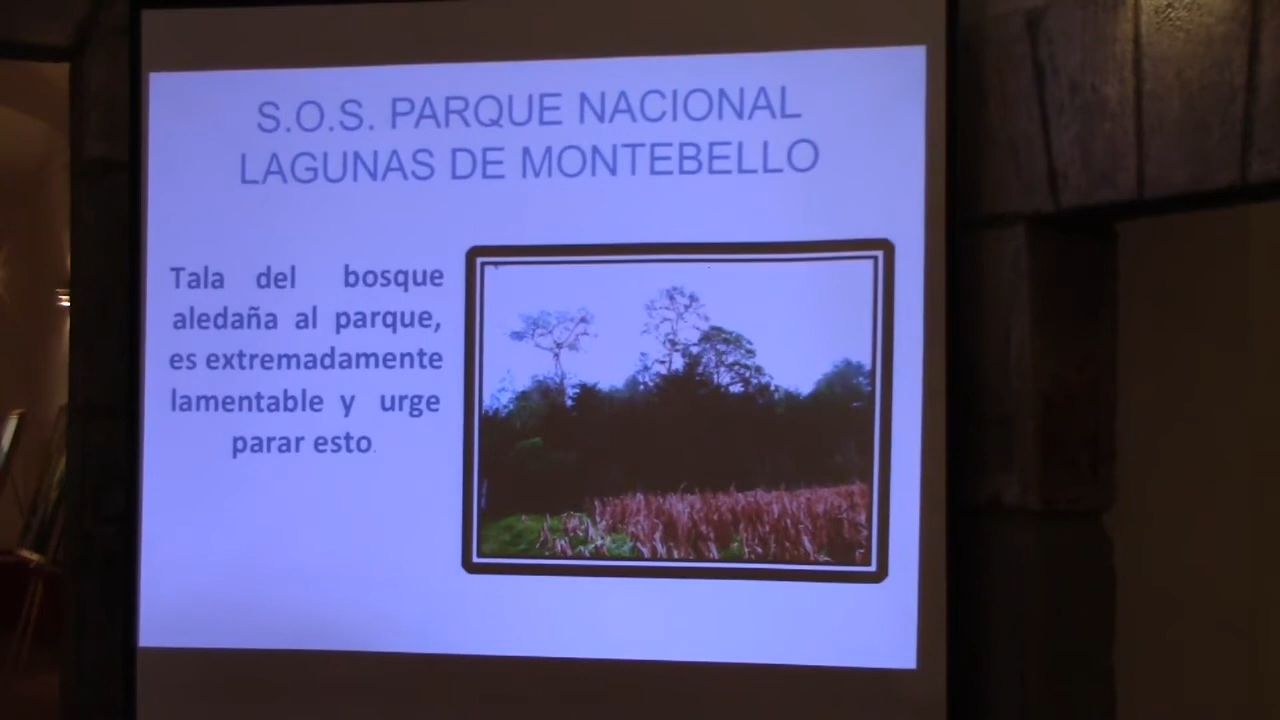 S.O.S. PARQUE NACIONAL
LAGUNAS DE MONTEBELLO
Tala del bosque
aledaña al parque,
es extremadamente
lamentable y urge
parar esto.